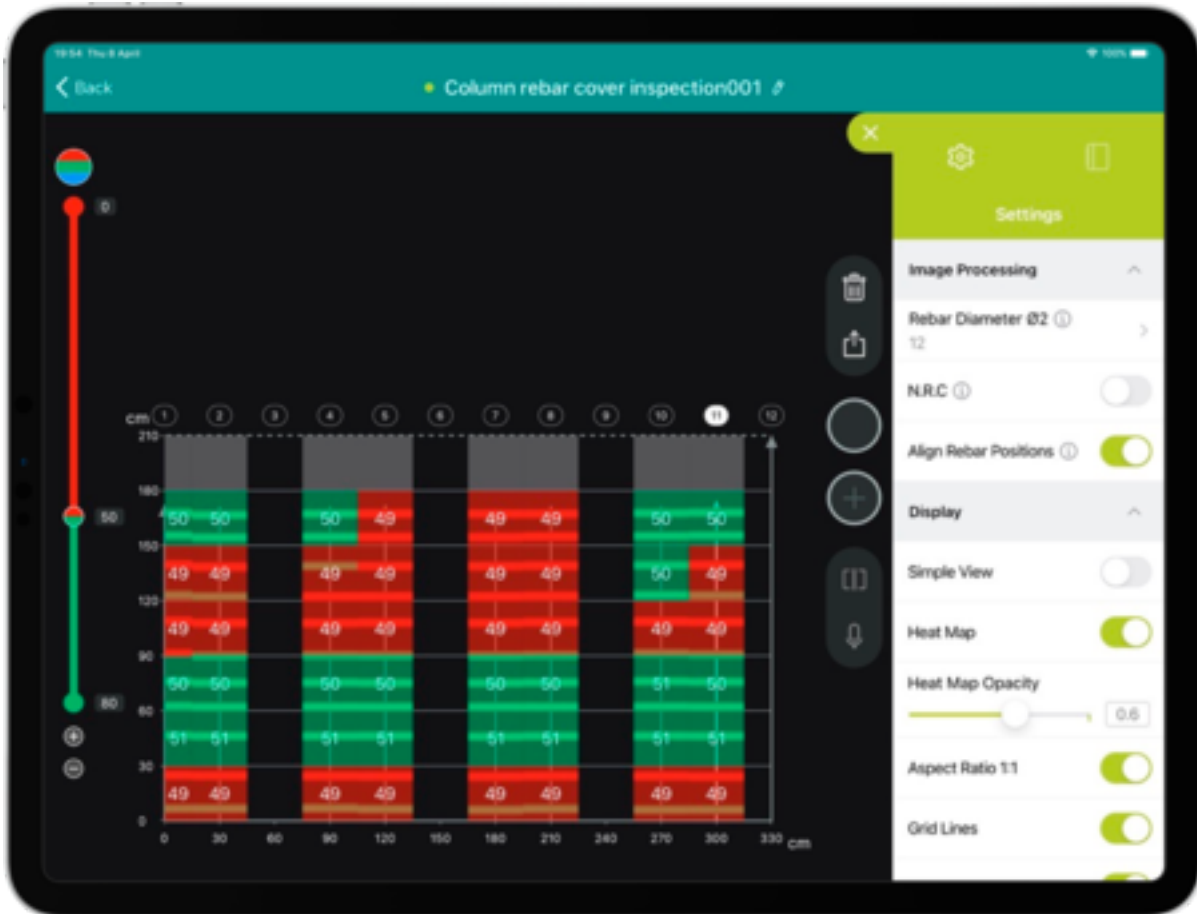 19:54 Thu 9 April
100%
Back
Column rebar cover inspection001
Settings
0
50
80
Image Processing
Rebar Diameter Ø2
12
N.R.C
Align Rebar Positions
Display
Simple View
Heat Map
Heat Map Opacity
0.6
Aspect Ratio 1:1
Grid Lines
cm 1 2 3 4 5 6 7 8 9 10 11 12
210
180
50 50 50 49 49 49 50 50
150
49 49 49 49 49 49 50 49
120
49 49 49 49 49 49 49 49
90
50 50 50 50 50 50 51 50
60
51 51 51 51 51 51 51 51
30
49 49 49 49 49 49 49 49
0
0 30 60 90 120 150 180 210 240 270 300 330 cm